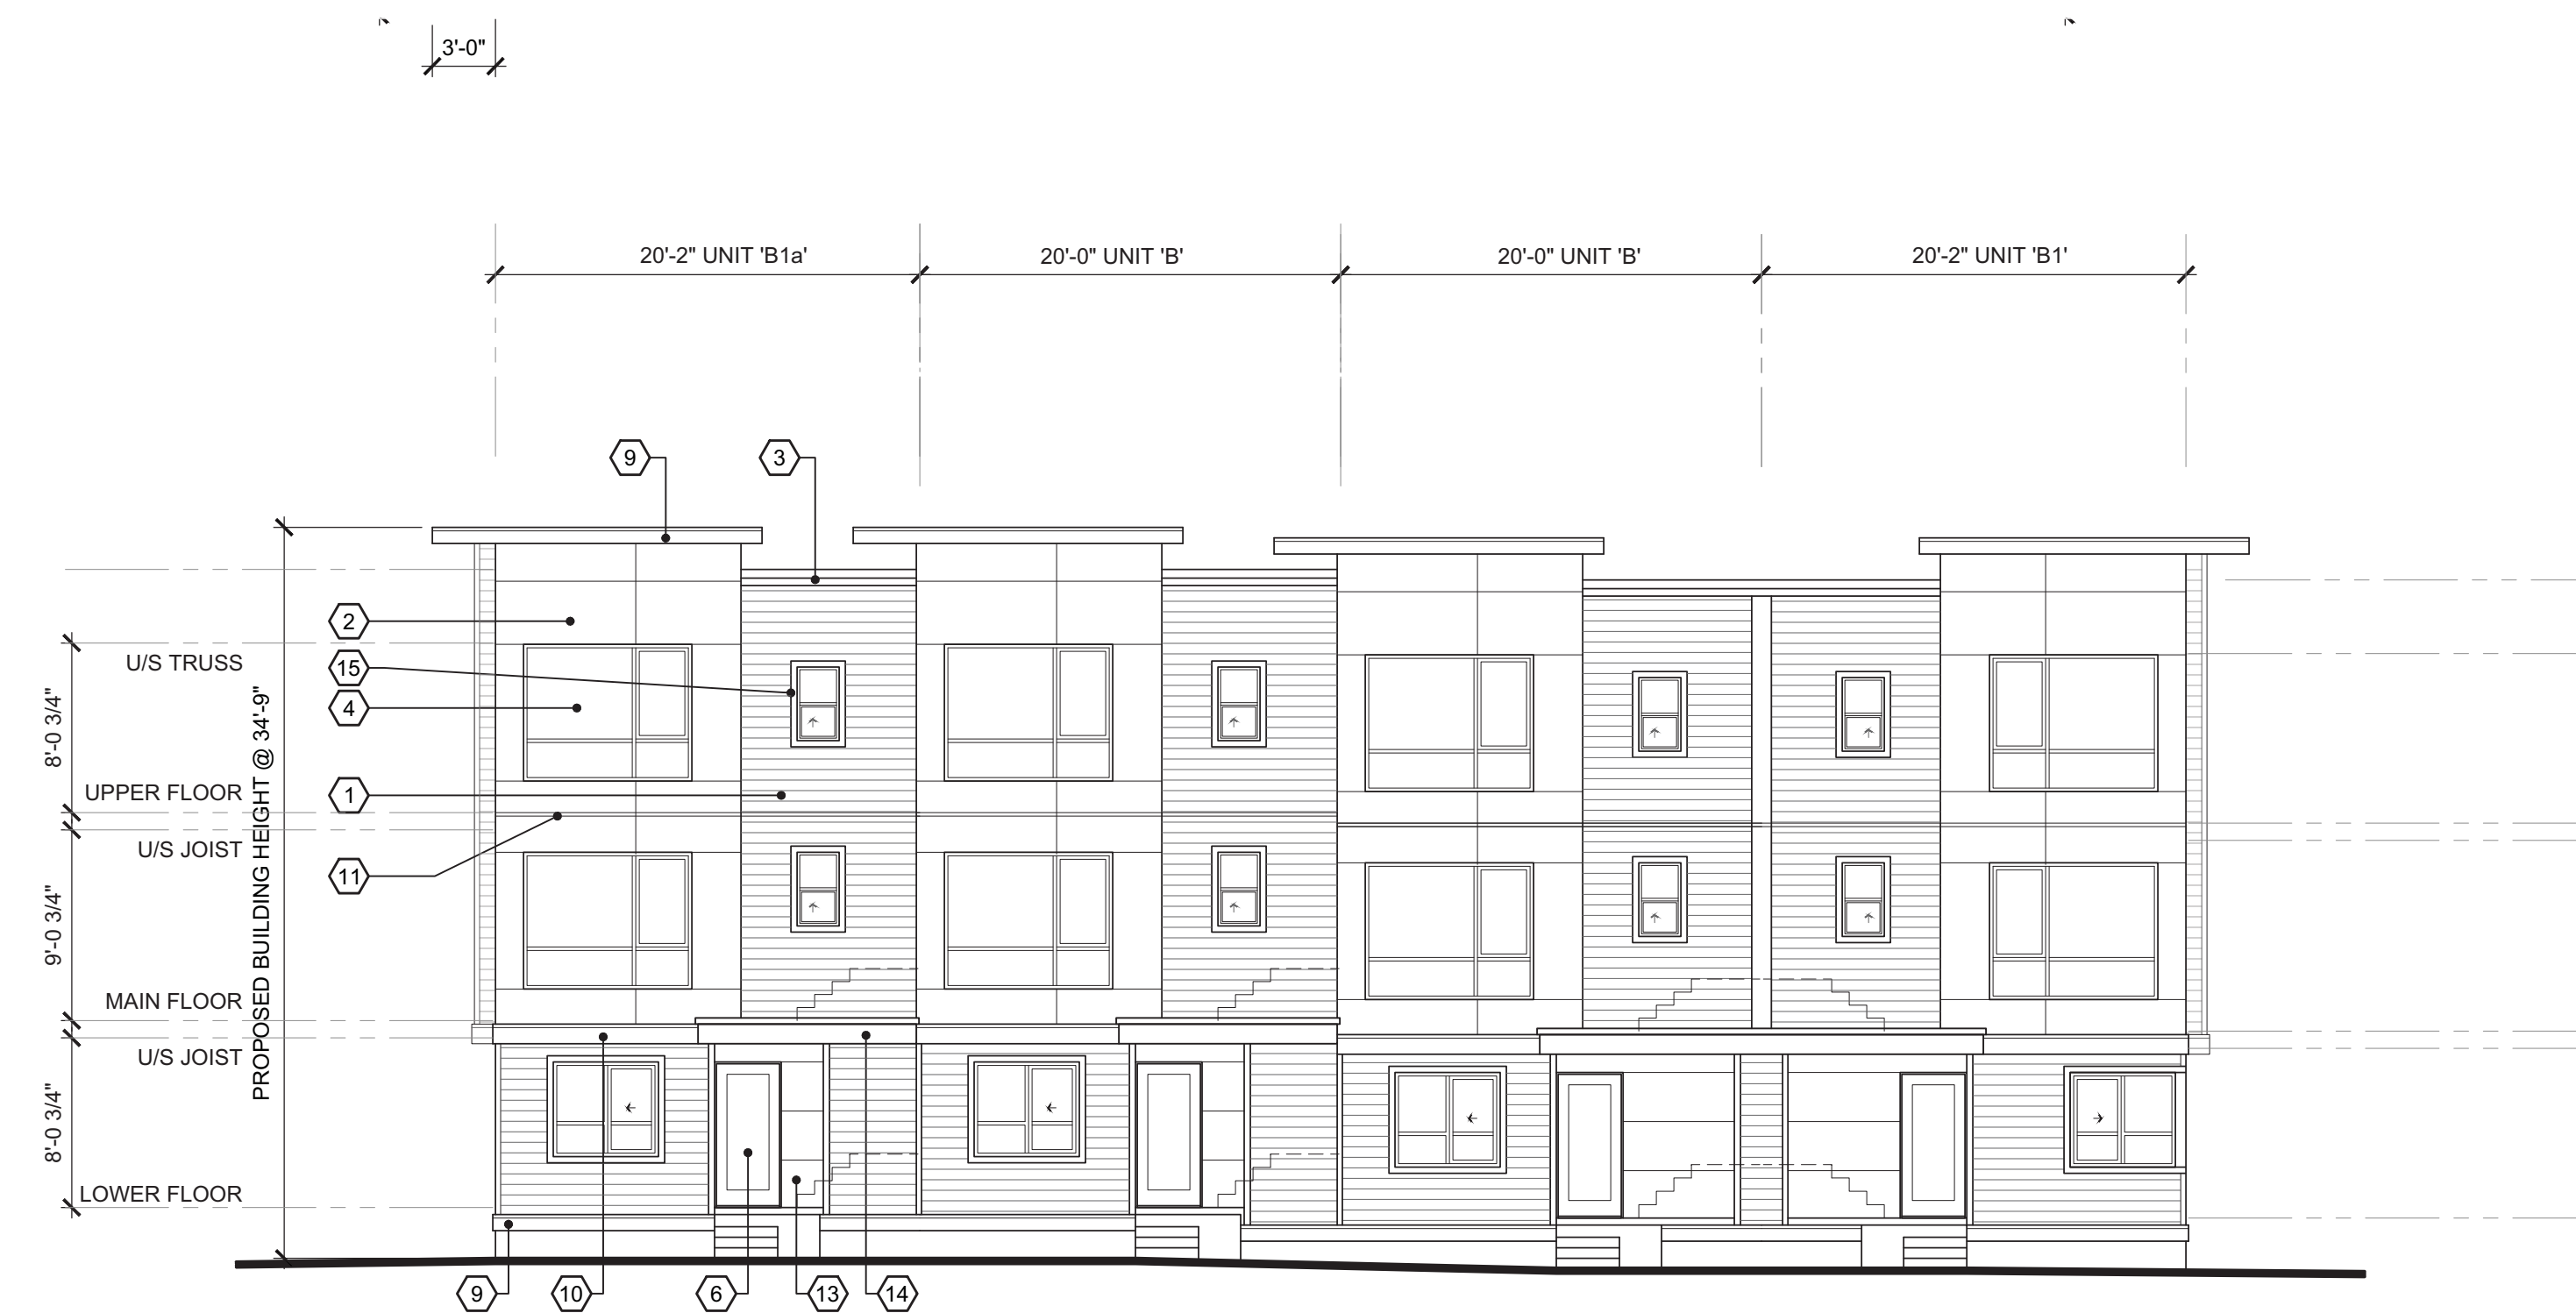 3'-0"
20'-2" UNIT 'B1a'
20'-0" UNIT 'B'
20'-0" UNIT 'B'
20'-2" UNIT 'B1'
9
3
2
U/S TRUSS
15
4
8'-0 3/4"
PROPOSED BUILDING HEIGHT @ 34'-9"
UPPER FLOOR
1
U/S JOIST
11
9'-0 3/4"
MAIN FLOOR
U/S JOIST
8'-0 3/4"
LOWER FLOOR
9
10
6
13
14